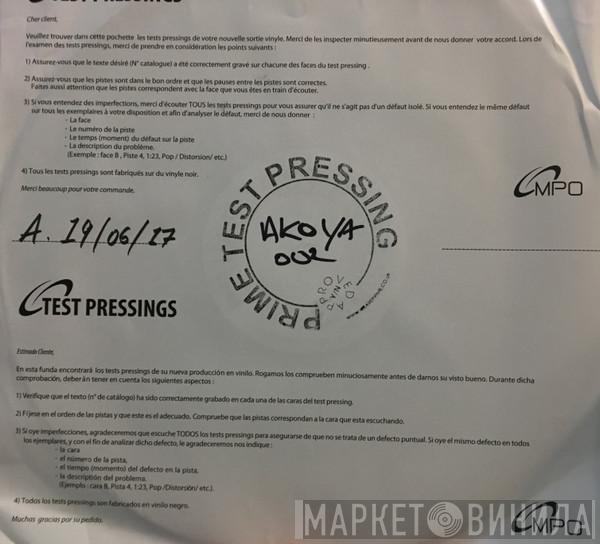 TEST PRESSINGS
Cher client,
Veuillez trouver dans cette pochette les tests pressings de votre nouvelle sortie vinyle. Merci de les inspecter minutieusement avant de nous donner votre accord. Lors de
l'examen des tests pressings, merci de prendre en considération les points suivants :
1) Assurez-vous que le texte désiré (N° catalogue) a été correctement gravé sur chacune des faces du test pressing .
2) Assurez-vous que les pistes sont dans le bon ordre et que les pauses entre les pistes sont correctes.
Faites aussi attention que les pistes correspondent avec la face que vous êtes en train d'écouter.
3) Si vous entendez des imperfections, merci d'écouter TOUS les tests pressings pour vous assurer qu'il ne s'agit pas d'un défaut isolé. Si vous entendez le même défaut
sur tous les exemplaires à votre disposition et afin d'analyser le défaut, merci de nous donner :
- La face
- Le numéro de la piste
- Le temps (moment) du défaut sur la piste
- La description du problème.
(Exemple : face B , Piste 4, 1:23, Pop / Distorsion/ etc.)
4) Tous les tests pressings sont fabriqués sur du vinyle noir.
Merci beaucoup pour votre commande.
MPO
PRIME TEST PRESSING
AKOYA
002
A. 19/06/17
TEST PRESSINGS
Estimado Cliente,
En esta funda encontrará los tests pressings de su nueva producción en vinilo. Rogamos los comprueben minuciosamente antes de darnos su visto bueno. Durante dicha
comprobación, deberán tener en cuenta los siguientes aspectos :
1) Verifique que el texto (n° de catálogo) ha sido correctamente grabado en cada una de las caras del test pressing.
2) Fíjese en el orden de las pistas y que este es el adecuado. Compruebe que las pistas correspondan a la cara que esta escuchando.
3) Si oye imperfecciones, agradeceremos que escuche TODOS los tests pressings para asegurarse de que no se trata de un defecto puntual. Si oye el mismo defecto en todos
los ejemplares, y con el fin de analizar dicho defecto, le agradeceremos nos indique :
- la cara
- el número de la pista,
- el tiempo (momento) del defecto en la pista,
- la descripción del problema.
(Ejemplo : cara B, Pista 4, 1:23, Pop /Distorsión/ etc.).
4) Todos los tests pressings son fabricados en vinilo negro.
Muchas gracias por su pedido.
MPO
МАРКЕТ ВИНИЛА